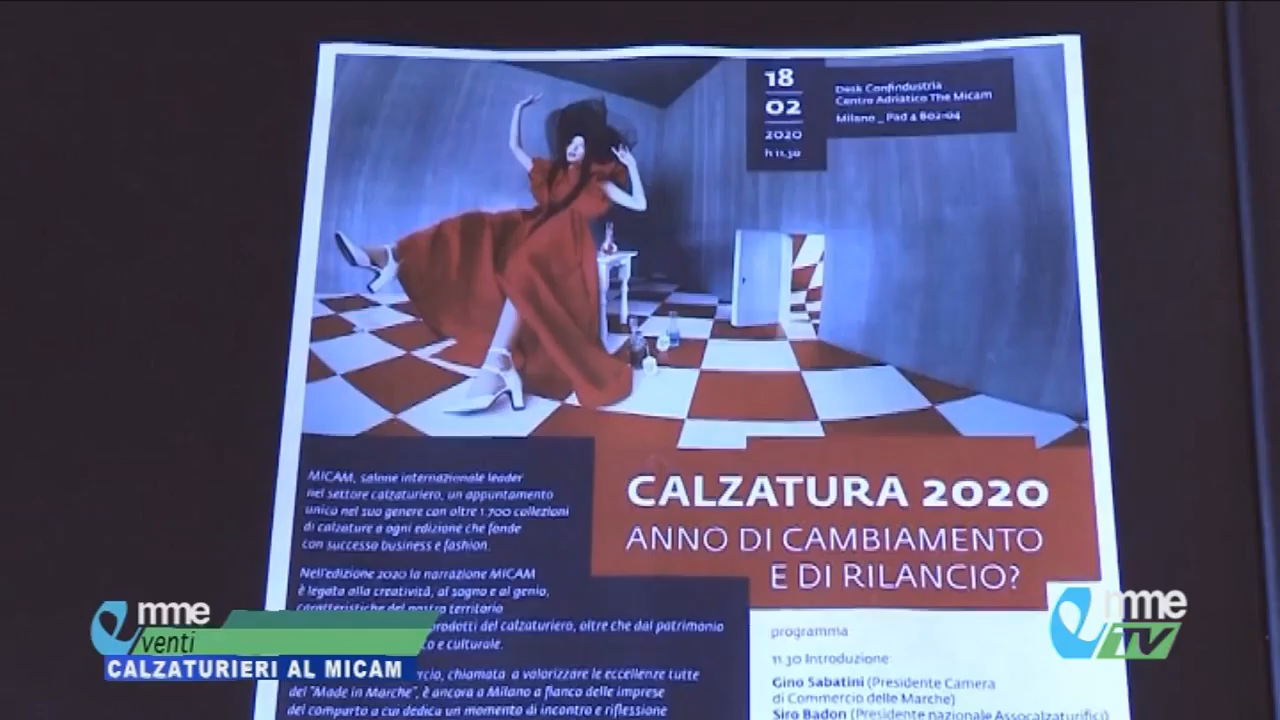 18
02
2020
h 11.30
Desk Confindustria
Centro Adriatico The Micam
Milano _ Pad 4 B02-04
MICAM, salone internazionale leader
nel settore calzaturiero, un appuntamento
unico nel suo genere con oltre 1.700 collezioni
di calzature a ogni edizione che fonde
con successo business e fashion.
Nell'edizione 2020 la narrazione MICAM
è legata alla creatività, al sogno e al genio,
caratteristiche del nostro territorio
prodotti del calzaturiero, oltre che dal patrimonio
o e culturale.
rcio, chiamata a valorizzare le eccellenze tutte
del "Made in Marche", è ancora a Milano a fianco delle imprese
del comparto a cui dedica un momento di incontro e riflessione
CALZATURA 2020
ANNO DI CAMBIAMENTO
E DI RILANCIO?
programma
11.30 Introduzione:
Gino Sabatini (Presidente Camera
di Commercio delle Marche)
Siro Badon (Presidente nazionale Assocalzaturifici)
emme
eventi
CALZATURIERI AL MICAM
emme
TV